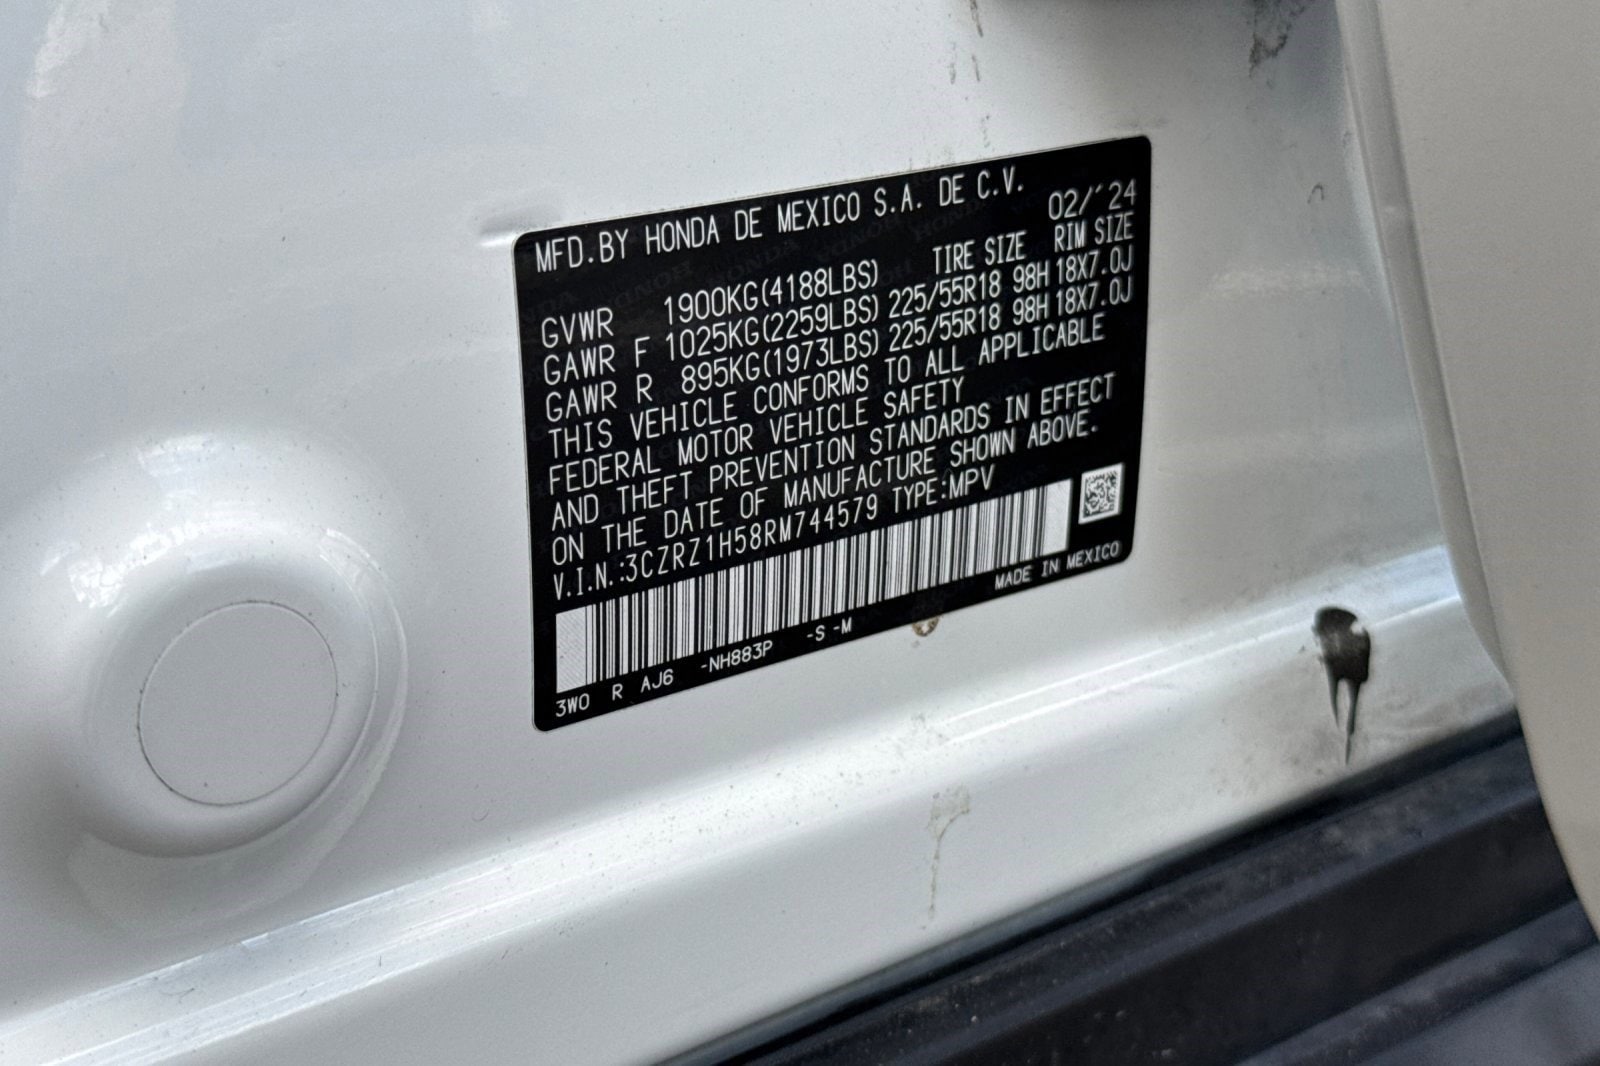 MFD. BY HONDA DE MEXICO S.A. DE C.V.
02/'24
TIRE SIZE RIM SIZE
GVWR 1900KG(4188LBS)
GAWR F 1025KG(2259LBS) 225/55R18 98H 18X7.0J
GAWR R 895KG(1973LBS) 225/55R18 98H 18X7.0J
THIS VEHICLE CONFORMS TO ALL APPLICABLE
FEDERAL MOTOR VEHICLE SAFETY
AND THEFT PREVENTION STANDARDS IN EFFECT
ON THE DATE OF MANUFACTURE SHOWN ABOVE.
V.I.N.:3CZRZ1H58RM744579 TYPE:MPV
MADE IN MEXICO
3W0 R AJ6 -NH883P -S -M